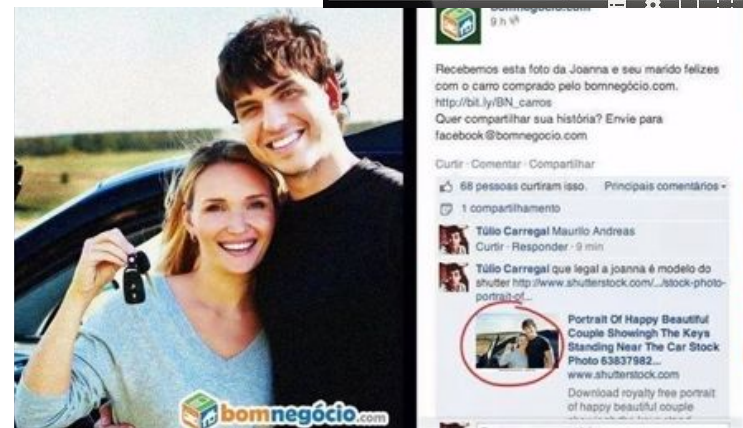 bomnegócio.com
9 h
Recebemos esta foto da Joanna e seu marido felizes
com o carro comprado pelo bomnegócio.com.
http://bit.ly/BN_carros
Quer compartilhar sua história? Envie para
facebook@bomnegocio.com
Curtir · Comentar · Compartilhar
68 pessoas curtiram isso. Principais comentários
1 compartilhamento
Túlio Carregal Maurilo Andreas
Curtir · Responder · 9 min
Túlio Carregal que legal a joanna é modelo do
shutter http://www.shutterstock.com/.../stock-photo-
portrait-of...
Portrait Of Happy Beautiful
Couple Showingh The Keys
Standing Near The Car Stock
Photo 63837982...
www.shutterstock.com
Download royalty free portrait
of happy beautiful couple
bomnegócio.com